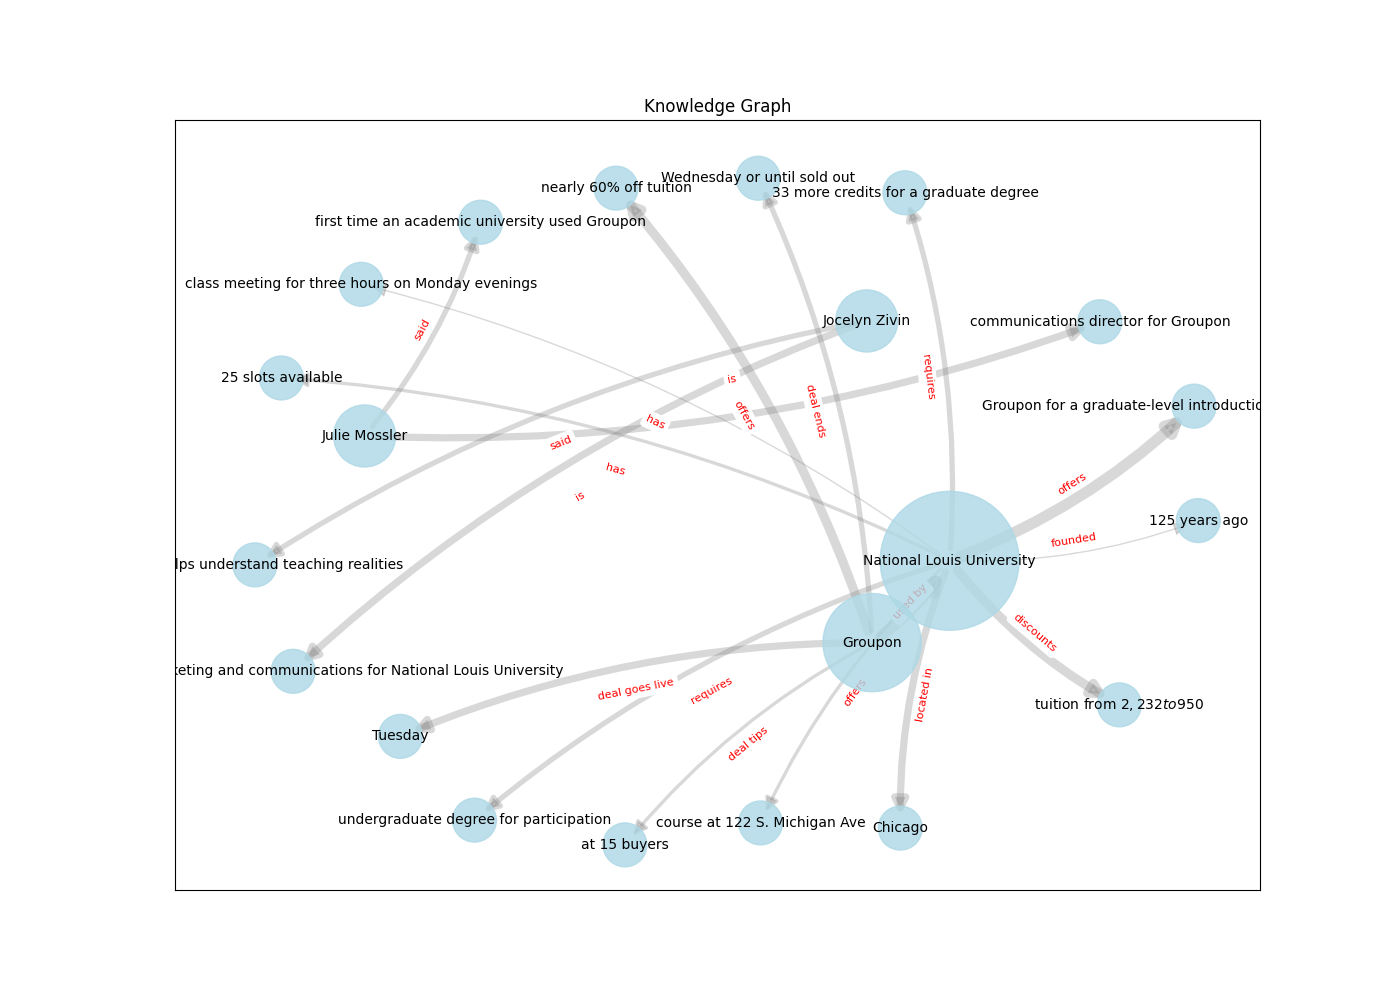 Knowledge Graph
Wednesday or until sold out
nearly 60% off tuition
33 more credits for a graduate degree
first time an academic university used Groupon
class meeting for three hours on Monday evenings
Jocelyn Zivin
communications director for Groupon
said
requires
25 slots available
is
Groupon for a graduate-level introductio
deal ends
offers
has
Julie Mossler
said
has
offers
is
125 years ago
founded
National Louis University
lps understand teaching realities
used by
discounts
Groupon
keting and communications for National Louis University
deal goes live
requires
offers
located in
tuition from 2,232to950
Tuesday
deal tips
undergraduate degree for participation
course at 122 S. Michigan Ave
Chicago
at 15 buyers